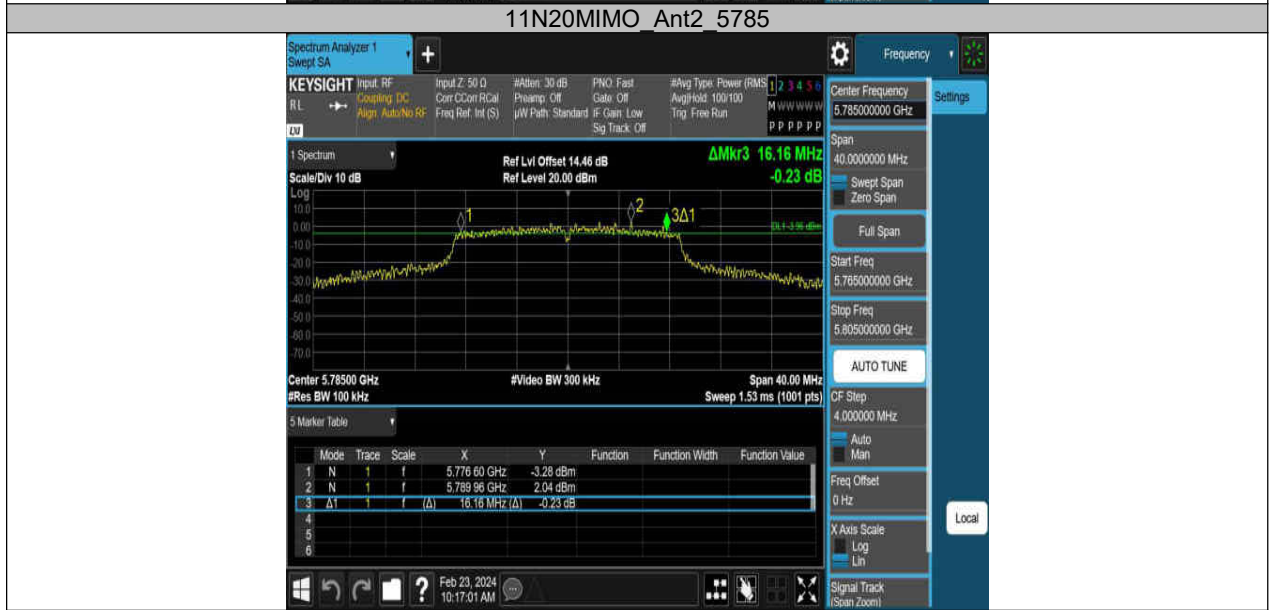 11N20MIMO_Ant2_5785
Spectrum Analyzer 1
Swept SA
+
Frequency
KEYSIGHT
RL
LXI
Input: RF
Coupling: DC
Align: Auto/No RF
Input Z: 50 Ω
Corr CCorr RCal
Freq Ref: Int (S)
#Atten: 30 dB
Preamp: Off
µW Path: Standard
PNO: Fast
Gate: Off
IF Gain: Low
Sig Track: Off
#Avg Type: Power (RMS
Avg|Hold: 100/100
Trig: Free Run
1 2 3 4 5 6
M W W W W W
P P P P P P
Center Frequency
5.785000000 GHz
Settings
Span
40.0000000 MHz
Swept Span
Zero Span
Full Span
Start Freq
5.765000000 GHz
Stop Freq
5.805000000 GHz
AUTO TUNE
CF Step
4.000000 MHz
Auto
Man
Freq Offset
0 Hz
X Axis Scale
Log
Lin
Signal Track
(Span Zoom)
Local
1 Spectrum
Scale/Div 10 dB
Ref Lvl Offset 14.46 dB
Ref Level 20.00 dBm
ΔMkr3 16.16 MHz
-0.23 dB
Log
10.0
0.00
-10.0
-20.0
-30.0
-40.0
-50.0
-60.0
-70.0
1
2
3Δ1
DL1 -3.96 dBm
Center 5.78500 GHz
#Video BW 300 kHz
Span 40.00 MHz
#Res BW 100 kHz
Sweep 1.53 ms (1001 pts)
5 Marker Table
Mode Trace Scale X Y Function Function Width Function Value
1 N 1 f 5.776 60 GHz -3.28 dBm
2 N 1 f 5.789 96 GHz 2.04 dBm
3 Δ1 1 f (Δ) 16.16 MHz (Δ) -0.23 dB
4
5
6
?
Feb 23, 2024
10:17:01 AM